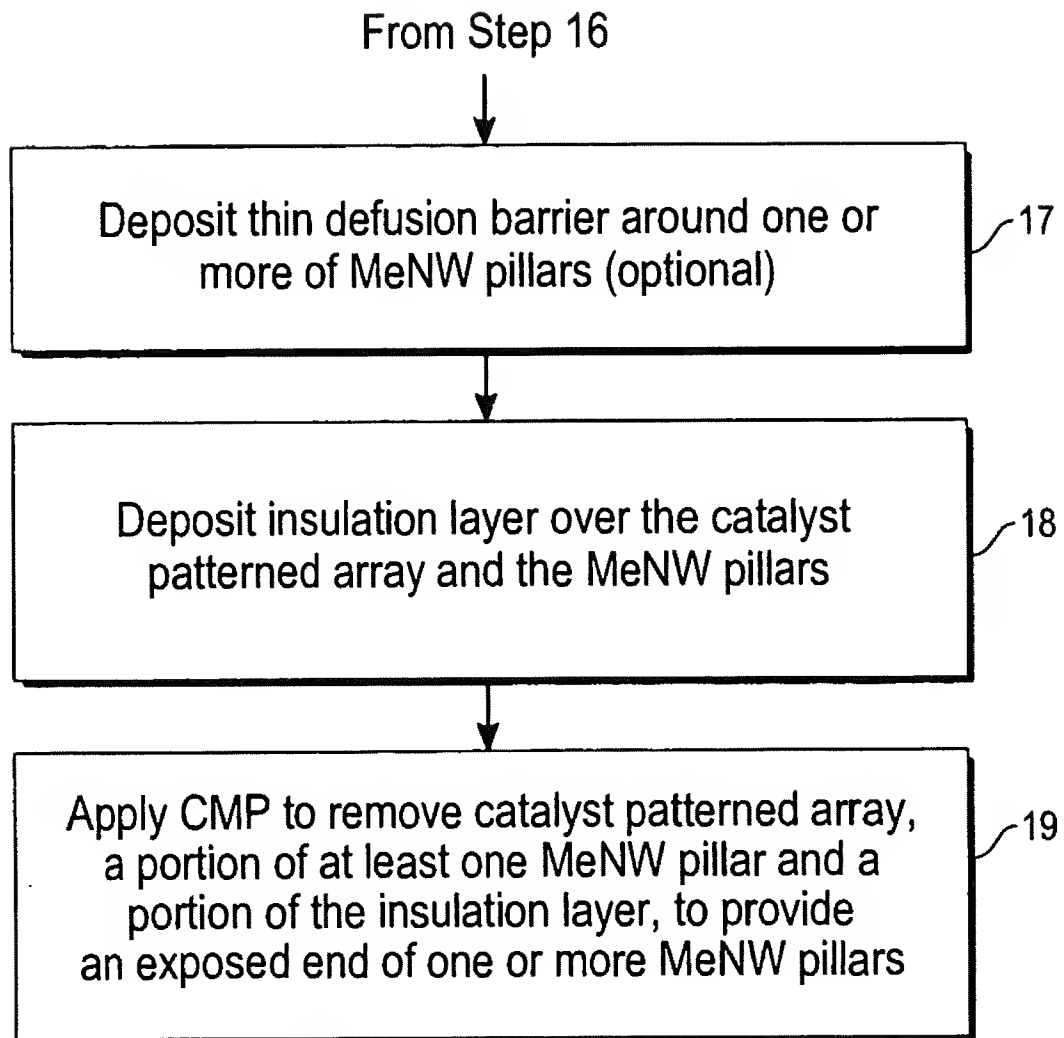 From Step 16
Deposit thin defusion barrier around one or
more of MeNW pillars (optional)
17
Deposit insulation layer over the catalyst
patterned array and the MeNW pillars
18
Apply CMP to remove catalyst patterned array,
a portion of at least one MeNW pillar and a
portion of the insulation layer, to provide
an exposed end of one or more MeNW pillars
19